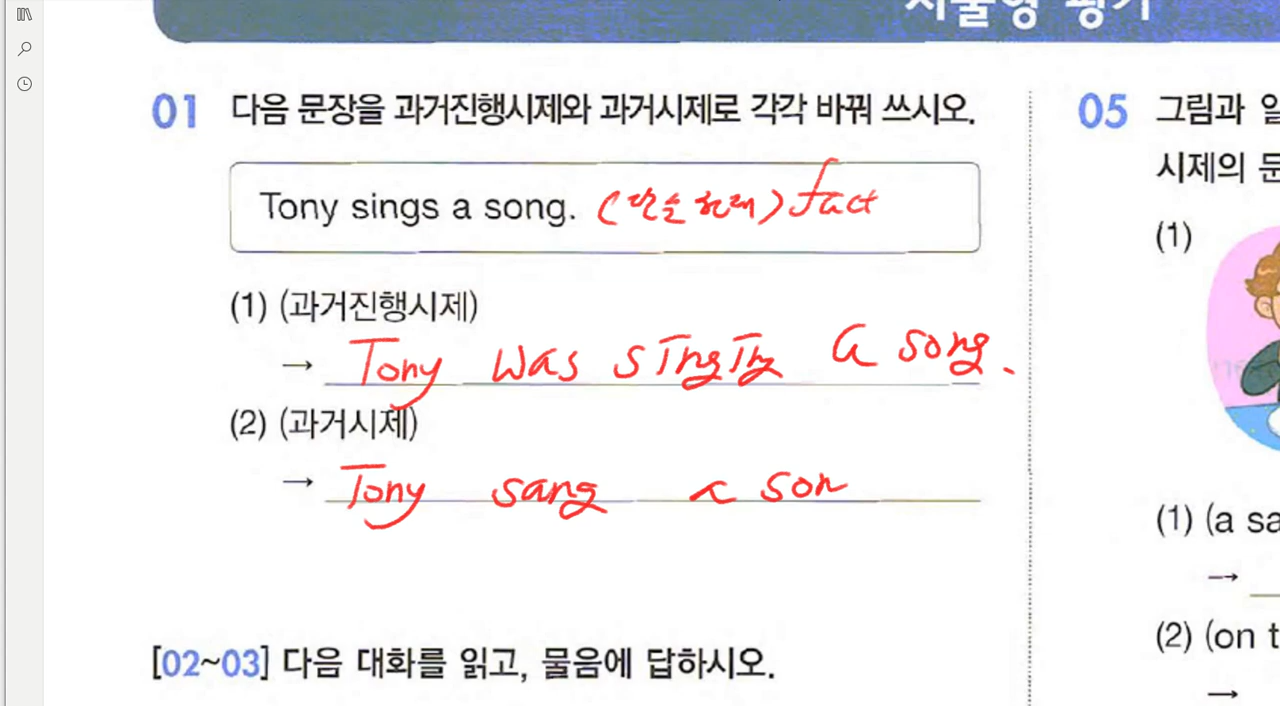 서술형 평가
01 다음 문장을 과거진행시제와 과거시제로 각각 바꿔 쓰시오.
Tony sings a song. (단순현재) fact
(1) (과거진행시제)
→ Tony was singing a song.
(2) (과거시제)
→ Tony sang a son
[02~03] 다음 대화를 읽고, 물음에 답하시오.
05 그림과 일
시제의 문
(1)
(1) (a sa
→
(2) (on t
→